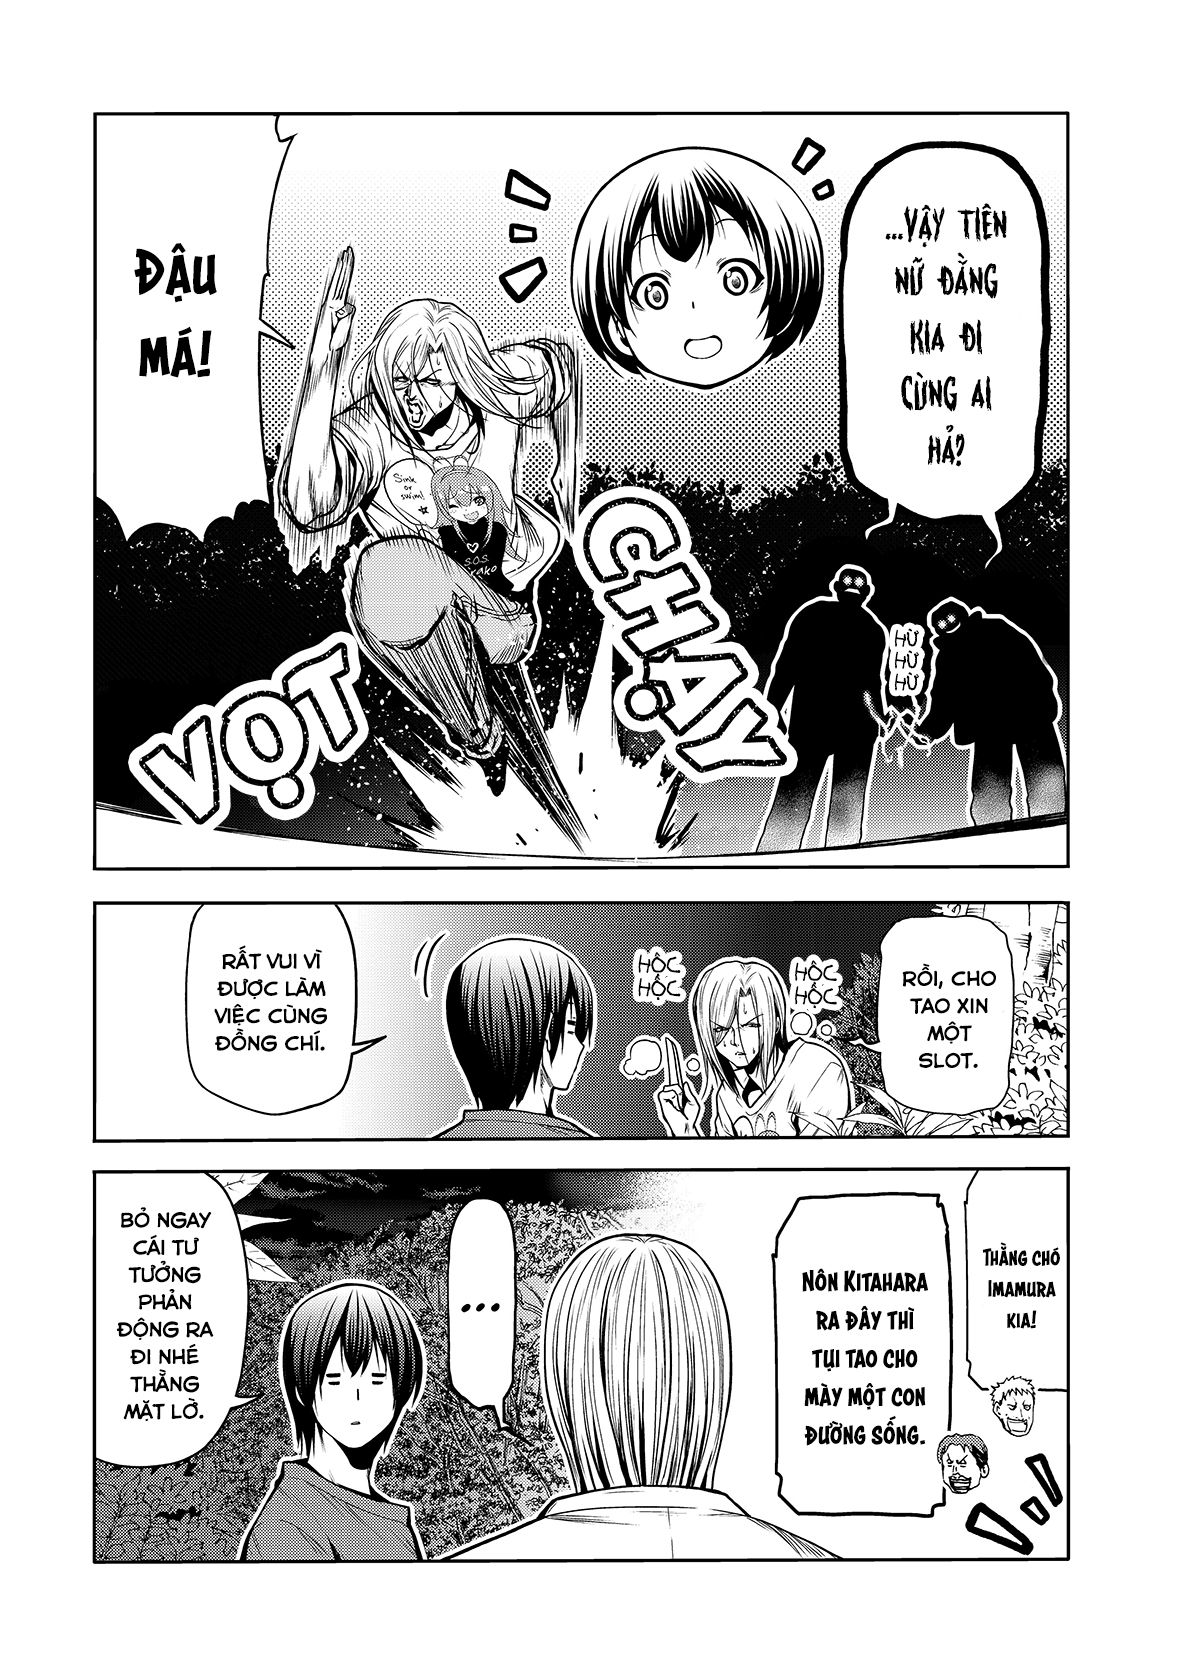 ...VẬY TIÊN
NỮ ĐẰNG
KIA ĐI
CÙNG AI
HẢ?
ĐẬU
MÁ!
Sink
or
swim!
S.O.S.
rako
HỪ
HỪ
HỪ
CHẠY
VỌT
RỒI, CHO
TAO XIN
MỘT
SLOT.
HỘC
HỘC
HỘC
HỘC
RẤT VUI VÌ
ĐƯỢC LÀM
VIỆC CÙNG
ĐỒNG CHÍ.
THẰNG CHÓ
IMAMURA
KIA!
NÔN KITAHARA
RA ĐÂY THÌ
TỤI TAO CHO
MÀY MỘT CON
ĐƯỜNG SỐNG.
...
BỎ NGAY
CÁI TƯ
TƯỞNG
PHẢN
ĐỘNG RA
ĐI NHÉ
THẰNG
MẶT LỜ.